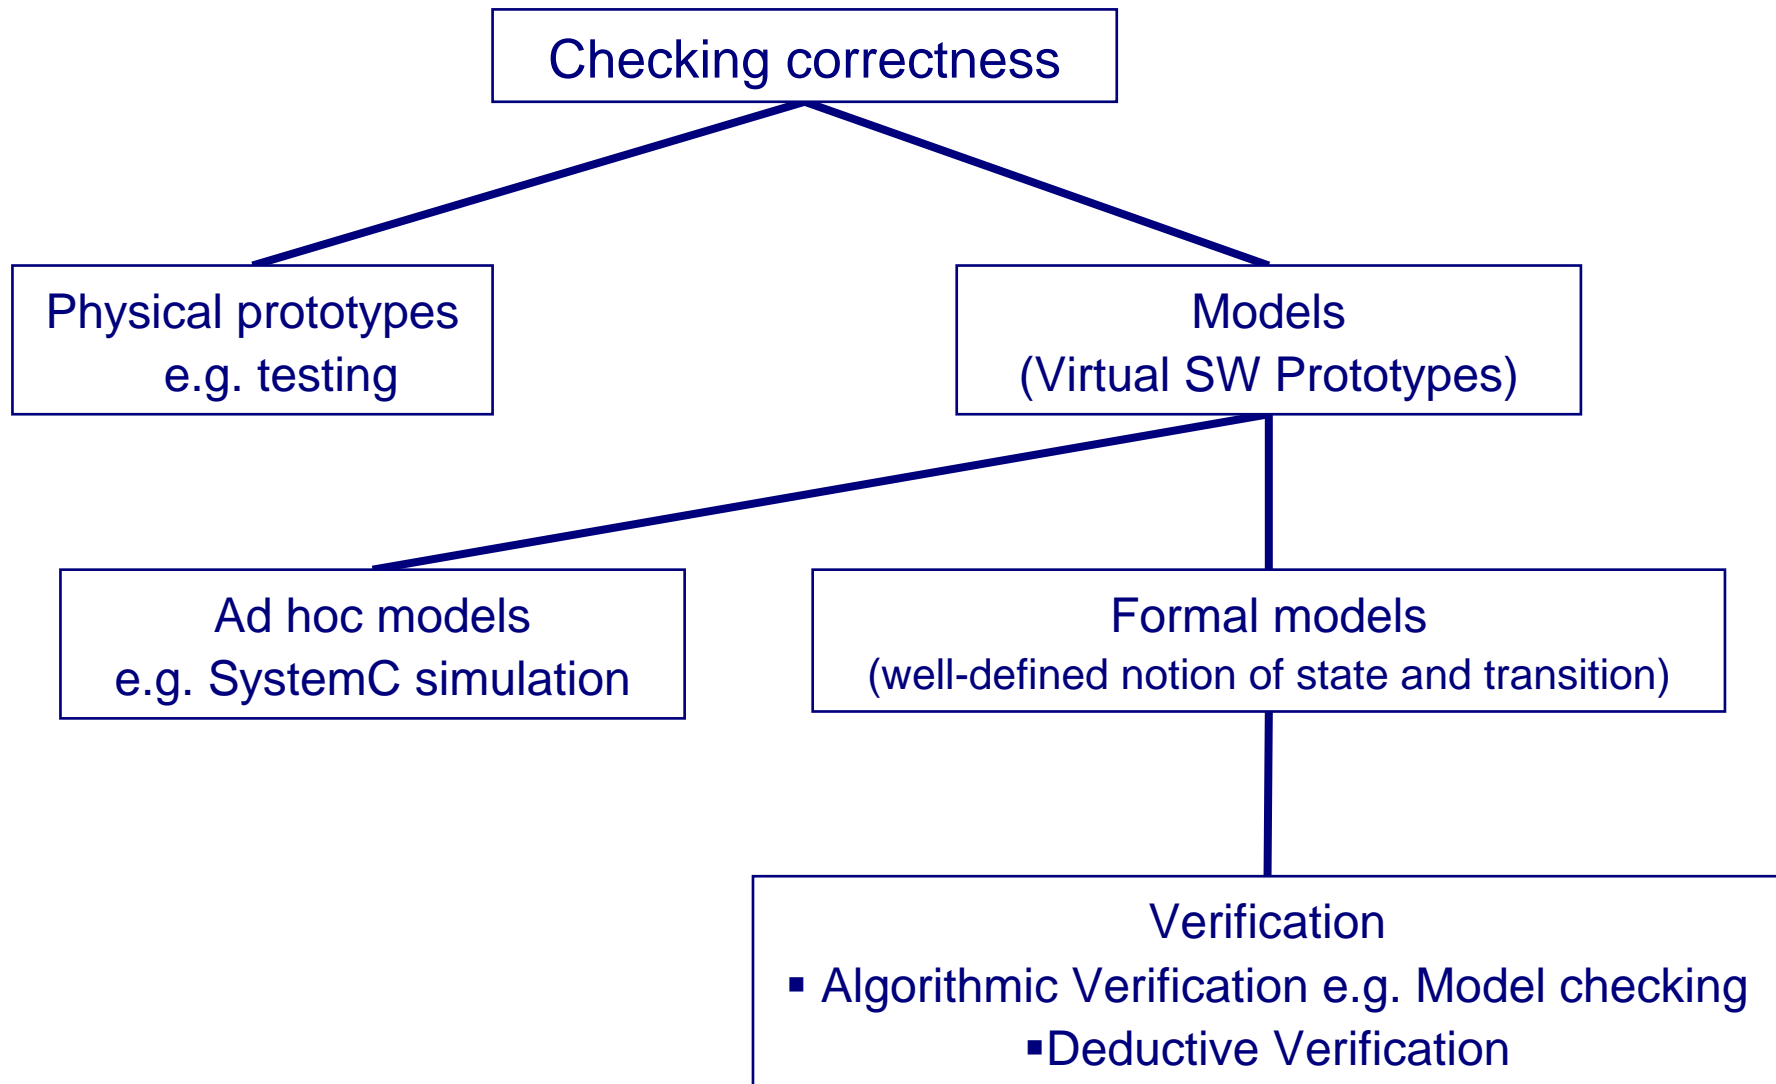 Checking correctness
Physical prototypes
e.g. testing
Models
(Virtual SW Prototypes)
Ad hoc models
e.g. SystemC simulation
Formal models
(well-defined notion of state and transition)
Verification
▪ Algorithmic Verification e.g. Model checking
▪Deductive Verification